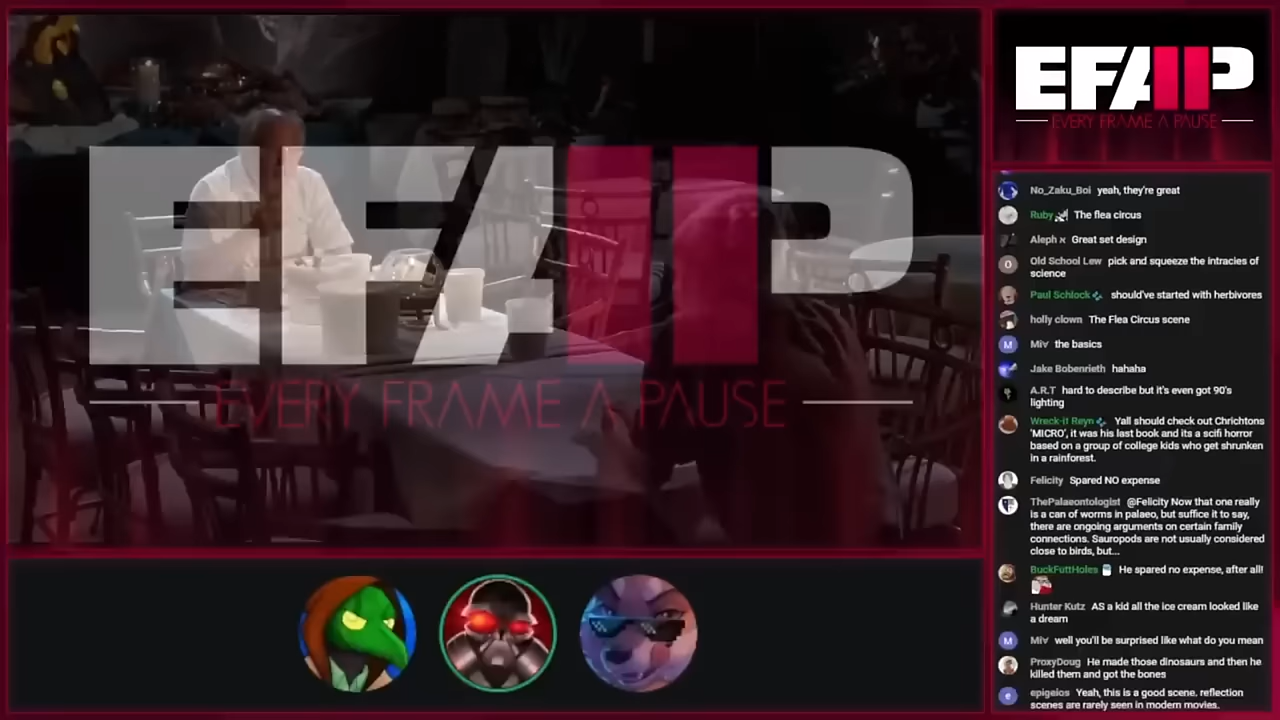 EFAP
EVERY FRAME A PAUSE
EFAP
EVERY FRAME A PAUSE
No_Zaku_Boi yeah, they're great
Ruby The flea circus
Aleph א Great set design
Old School Lew pick and squeeze the intracies of
science
Paul Schlock should've started with herbivores
holly clown The Flea Circus scene
M
Miv the basics
Jake Bobenrieth hahaha
A.R.T hard to describe but it's even got 90's
lighting
Wreck-it Reyn Yall should check out Crichtons
'MICRO', it was his last book and its a scifi horror
based on a group of college kids who get shrunken
in a rainforest.
Felicity Spared NO expense
ThePalaeontologist @Felicity Now that one really
is a can of worms in palaeo, but suffice it to say,
there are ongoing arguments on certain family
connections. Sauropods are not usually considered
close to birds, but...
BuckFuttHoles He spared no expense, after all!
Hunter Kutz AS a kid all the ice cream looked like
a dream
M
Miv well you'll be surprised like what do you mean
ProxyDoug He made those dinosaurs and then he
killed them and got the bones
e
epigeios Yeah, this is a good scene. reflection
scenes are rarely seen in modern movies.